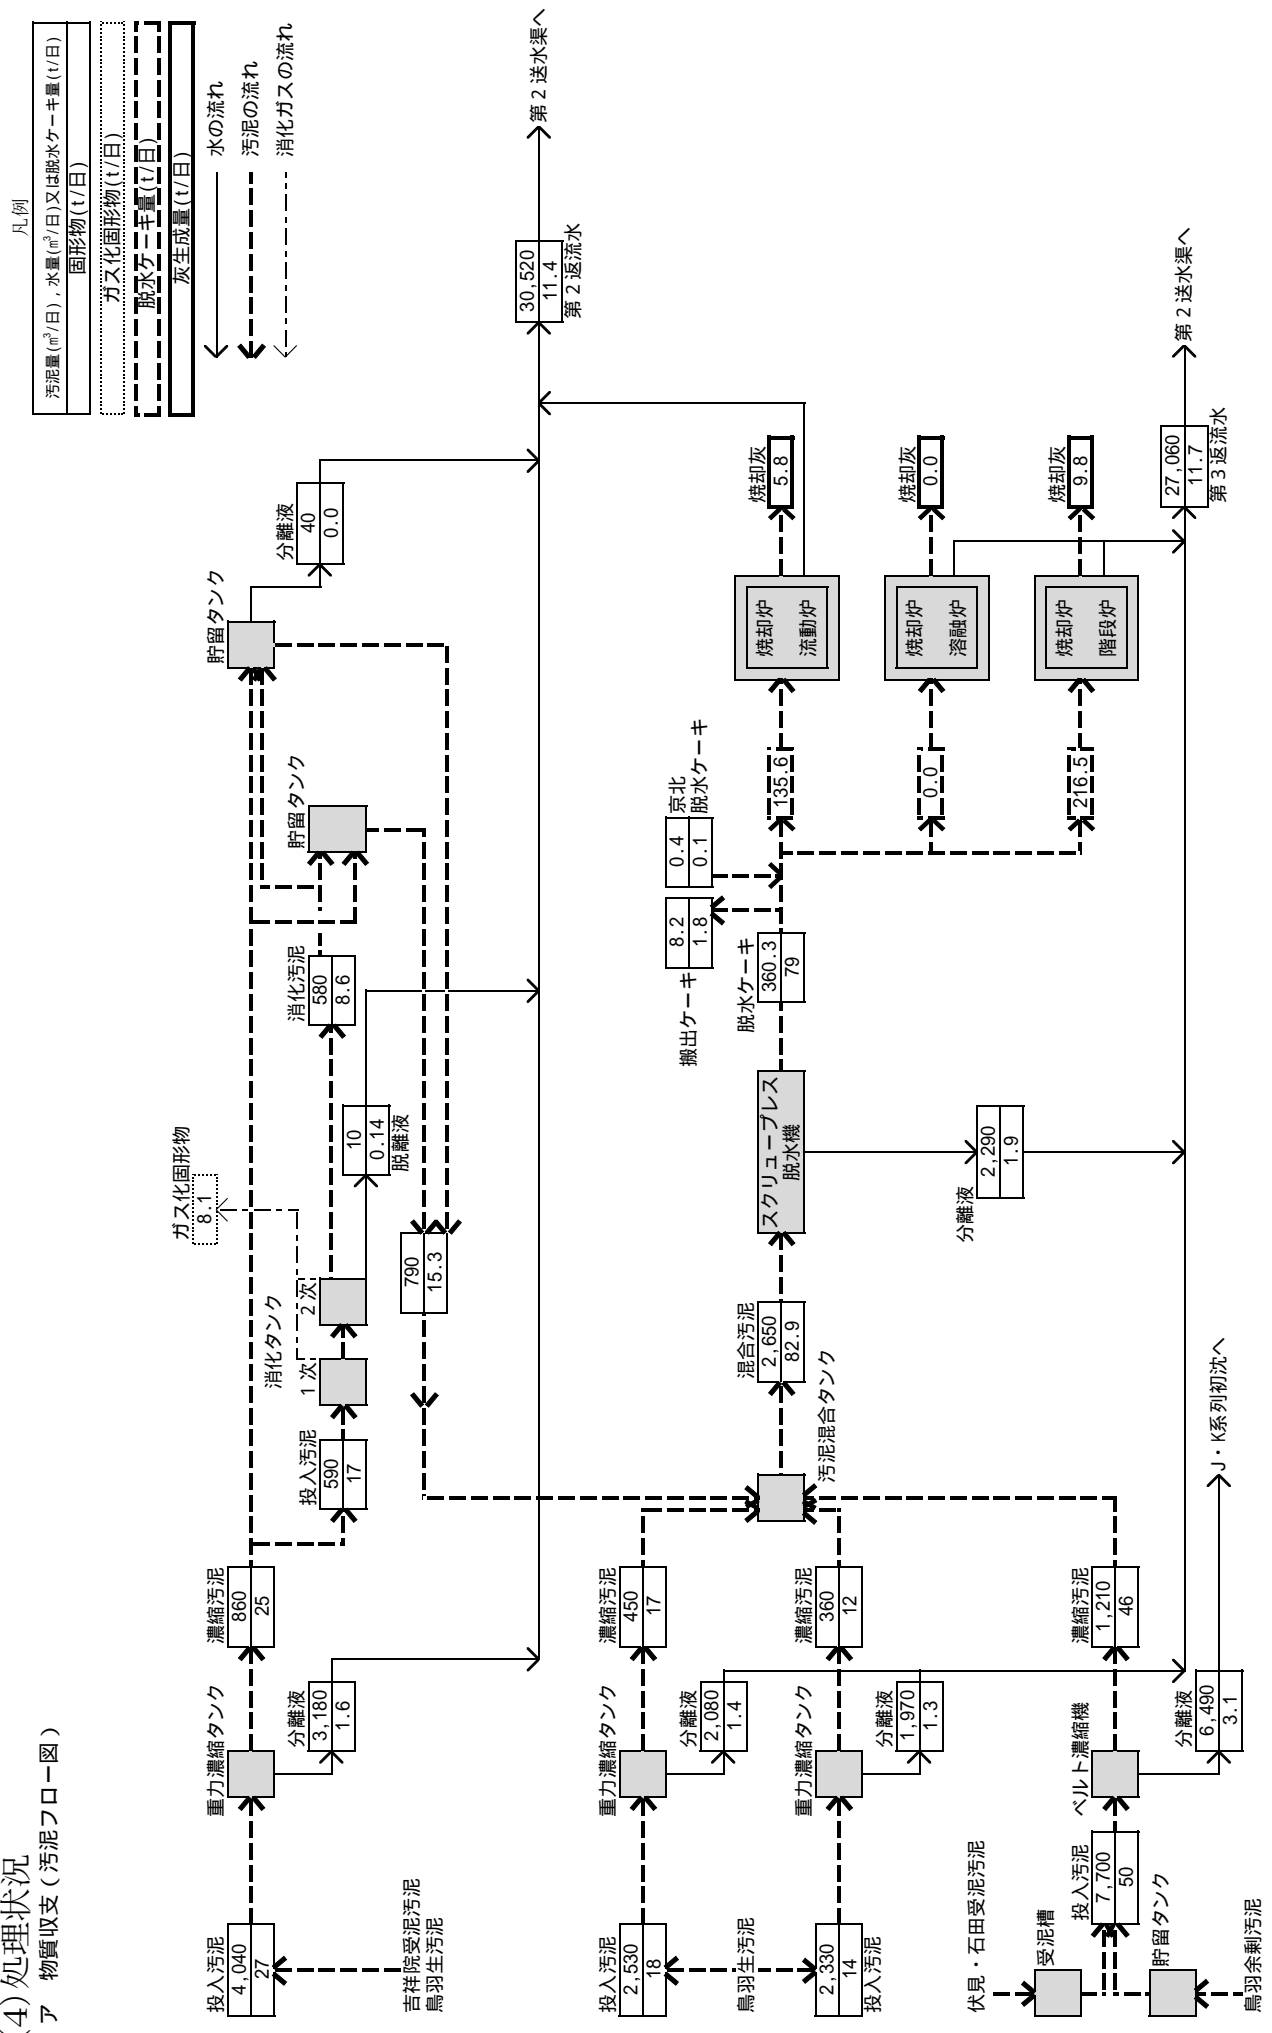 (4)処理状況
ア　物質収支（汚泥フロー図）
凡例
汚泥量(㎥/日)，水量(㎥/日)又は脱水ケーキ量(t/日)
固形物(t/日)
ガス化固形物(t/日)
脱水ケーキ量(t/日)
灰生成量(t/日)
水の流れ
汚泥の流れ
消化ガスの流れ
投入汚泥
4,040
27
吉祥院受泥汚泥
鳥羽生汚泥
重力濃縮タンク
分離液
3,180
1.6
濃縮汚泥
860
25
投入汚泥
590
17
消化タンク
1次
2次
ガス化固形物
8.1
10
0.14
脱離液
消化汚泥
580
8.6
貯留タンク
貯留タンク
分離液
40
0.0
790
15.3
30,520
11.4
第2返流水
第2送水渠へ
投入汚泥
2,530
18
鳥羽生汚泥
2,330
14
投入汚泥
重力濃縮タンク
分離液
2,080
1.4
濃縮汚泥
450
17
重力濃縮タンク
分離液
1,970
1.3
濃縮汚泥
360
12
伏見・石田受泥汚泥
受泥槽
投入汚泥
7,700
50
貯留タンク
鳥羽余剰汚泥
ベルト濃縮機
分離液
6,490
3.1
J・K系列初沈へ
濃縮汚泥
1,210
46
汚泥混合タンク
混合汚泥
2,650
82.9
スクリュープレス
脱水機
分離液
2,290
1.9
脱水ケーキ
360.3
79
搬出ケーキ
8.2
1.8
京北
脱水ケーキ
0.4
0.1
135.6
焼却炉
流動炉
焼却灰
5.8
0.0
焼却炉
溶融炉
焼却灰
0.0
216.5
焼却炉
階段炉
焼却灰
9.8
27,060
11.7
第3返流水
第2送水渠へ